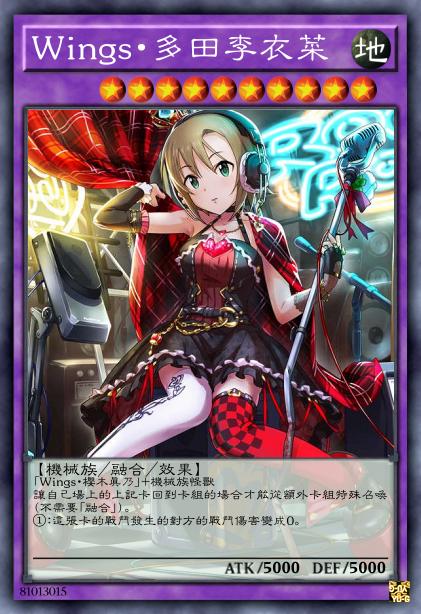 Wings・多田李衣菜
地
【機械族／融合／效果】
「Wings・櫻木真乃」+機械族怪獸
讓自己場上的上記卡回到卡組的場合才能從額外卡組特殊召喚
(不需要「融合」)。
①:這張卡的戰鬥發生的對方的戰鬥傷害變成0。
ATK/5000 DEF/5000
81013015